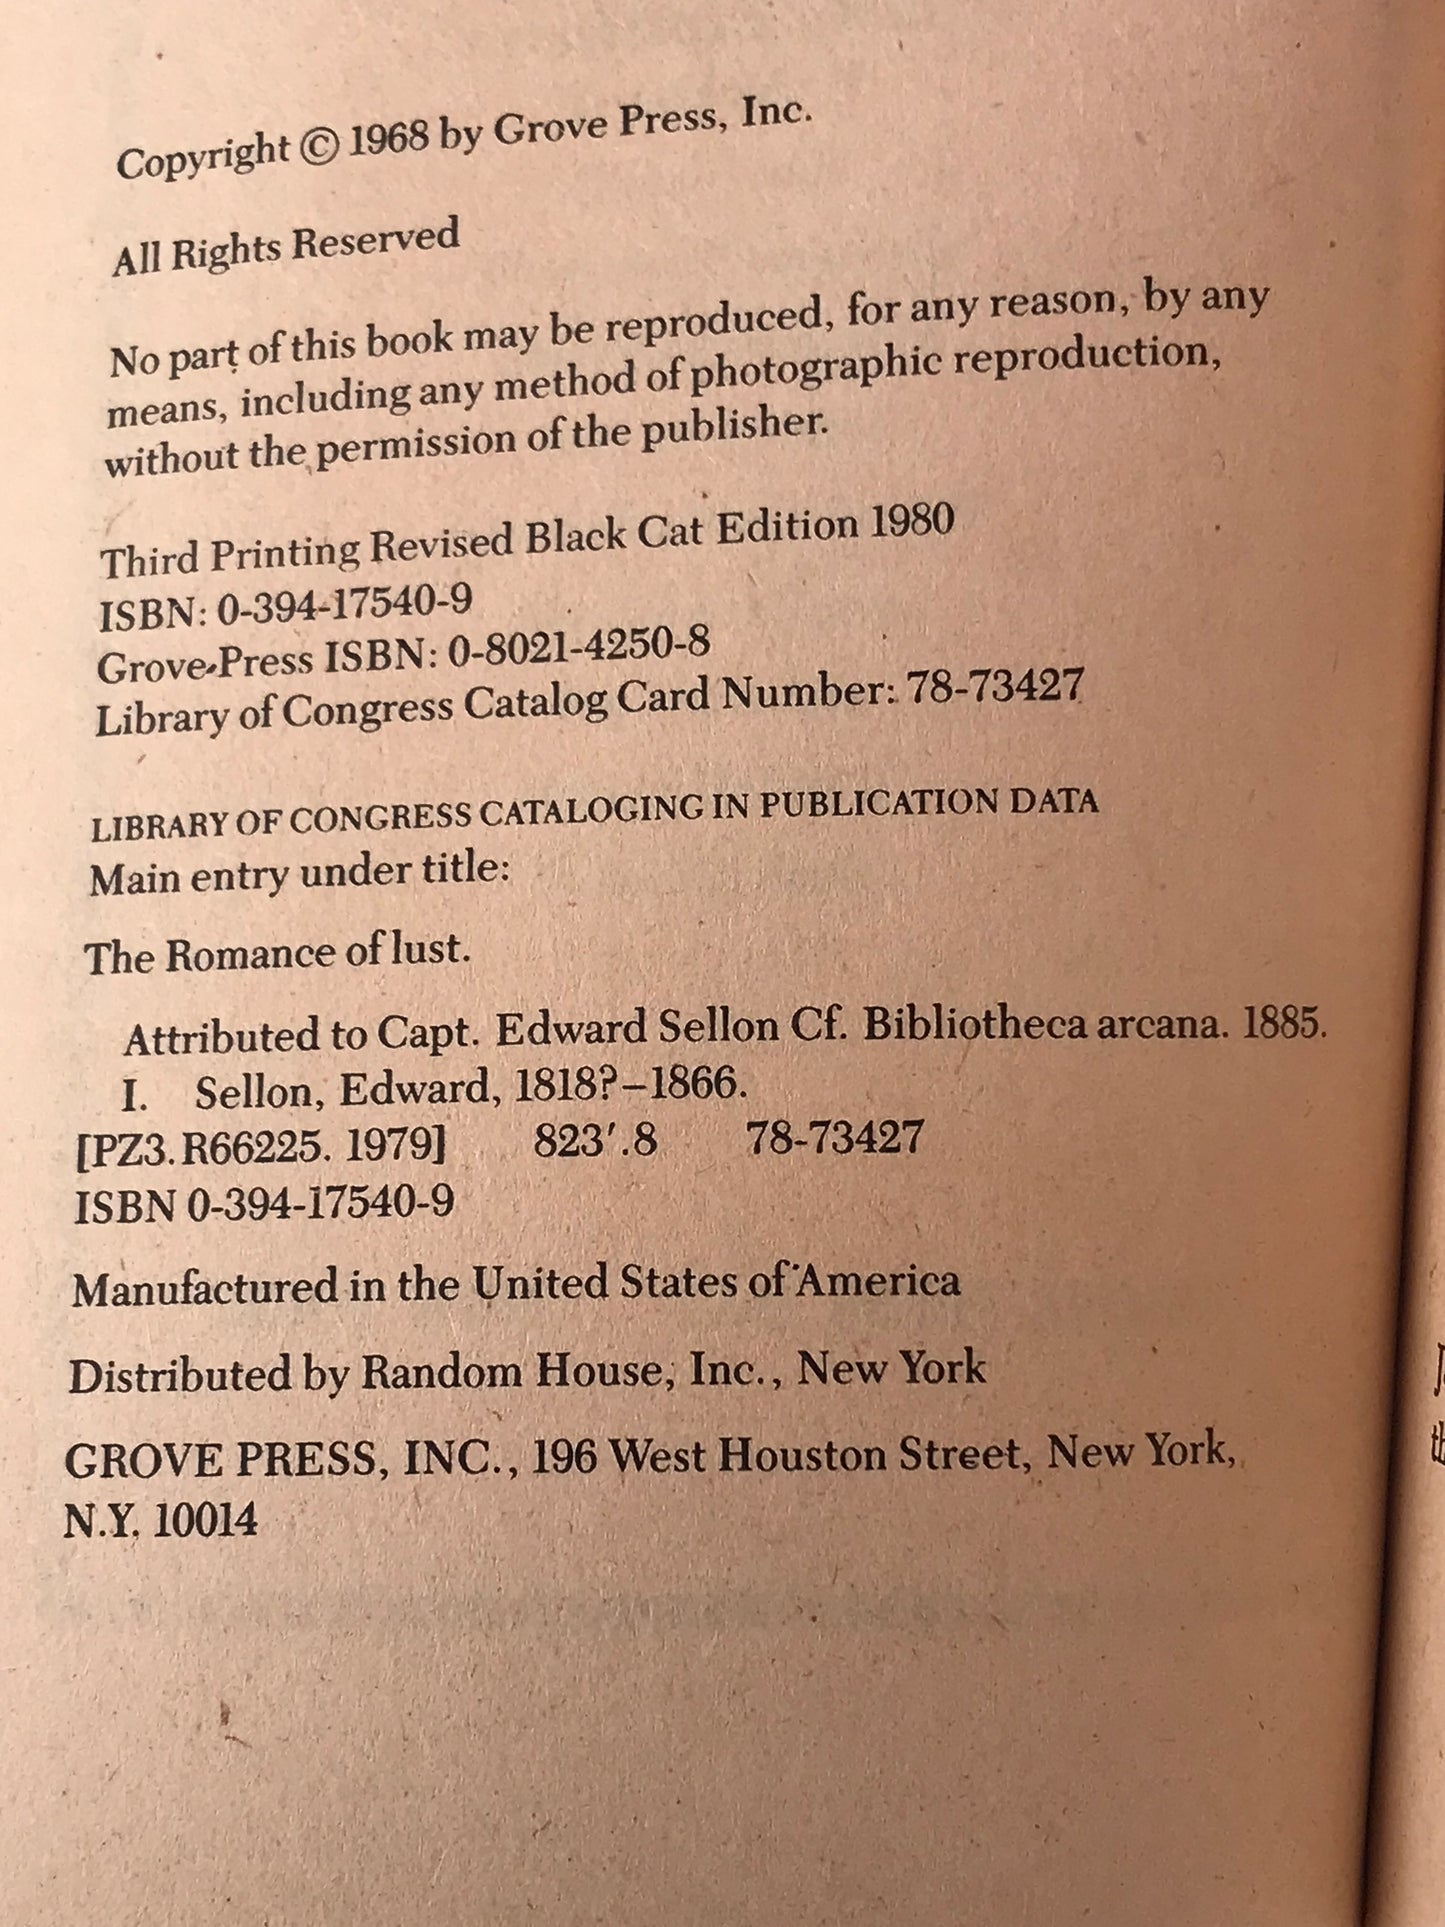 Copyright © 1968 by Grove Press, Inc.
All Rights Reserved
No part of this book may be reproduced, for any reason, by any
means, including any method of photographic reproduction,
without the permission of the publisher.
Third Printing Revised Black Cat Edition 1980
ISBN: 0-394-17540-9
Grove Press ISBN: 0-8021-4250-8
Library of Congress Catalog Card Number: 78-73427
LIBRARY OF CONGRESS CATALOGING IN PUBLICATION DATA
Main entry under title:
The Romance of lust.
Attributed to Capt. Edward Sellon Cf. Bibliotheca arcana. 1885.
I. Sellon, Edward, 1818?–1866.
[PZ3.R66225. 1979] 823′.8 78-73427
ISBN 0-394-17540-9
Manufactured in the United States of America
Distributed by Random House, Inc., New York
GROVE PRESS, INC., 196 West Houston Street, New York,
N.Y. 10014